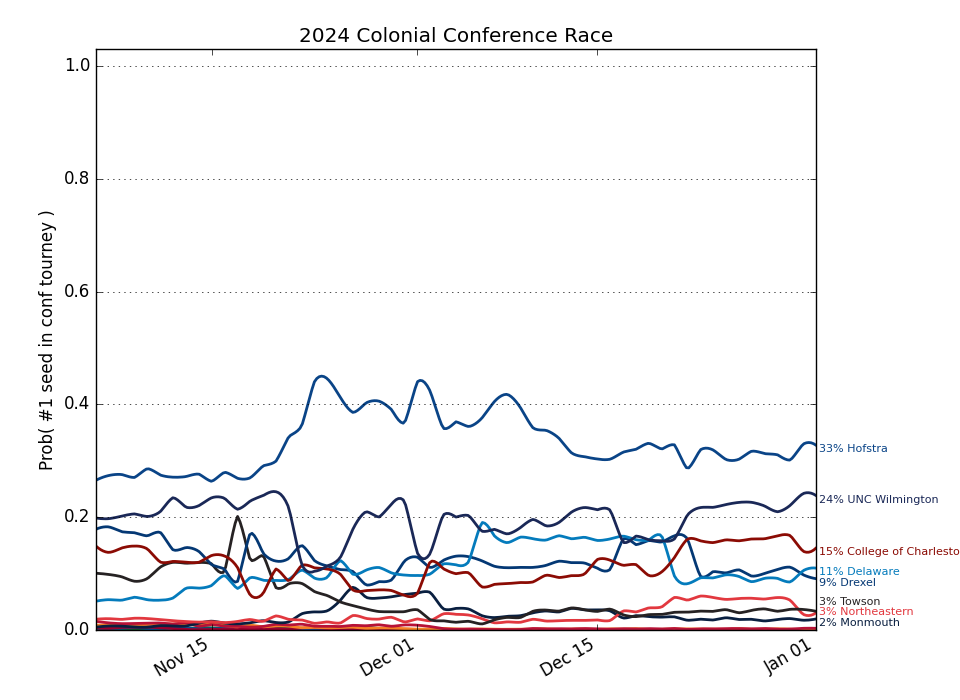 2024 Colonial Conference Race
Prob( #1 seed in conf tourney )
1.0
0.8
0.6
0.4
0.2
0.0
Nov 15
Dec 01
Dec 15
Jan 01
33% Hofstra
24% UNC Wilmington
15% College of Charlesto
11% Delaware
9% Drexel
3% Towson
3% Northeastern
2% Monmouth